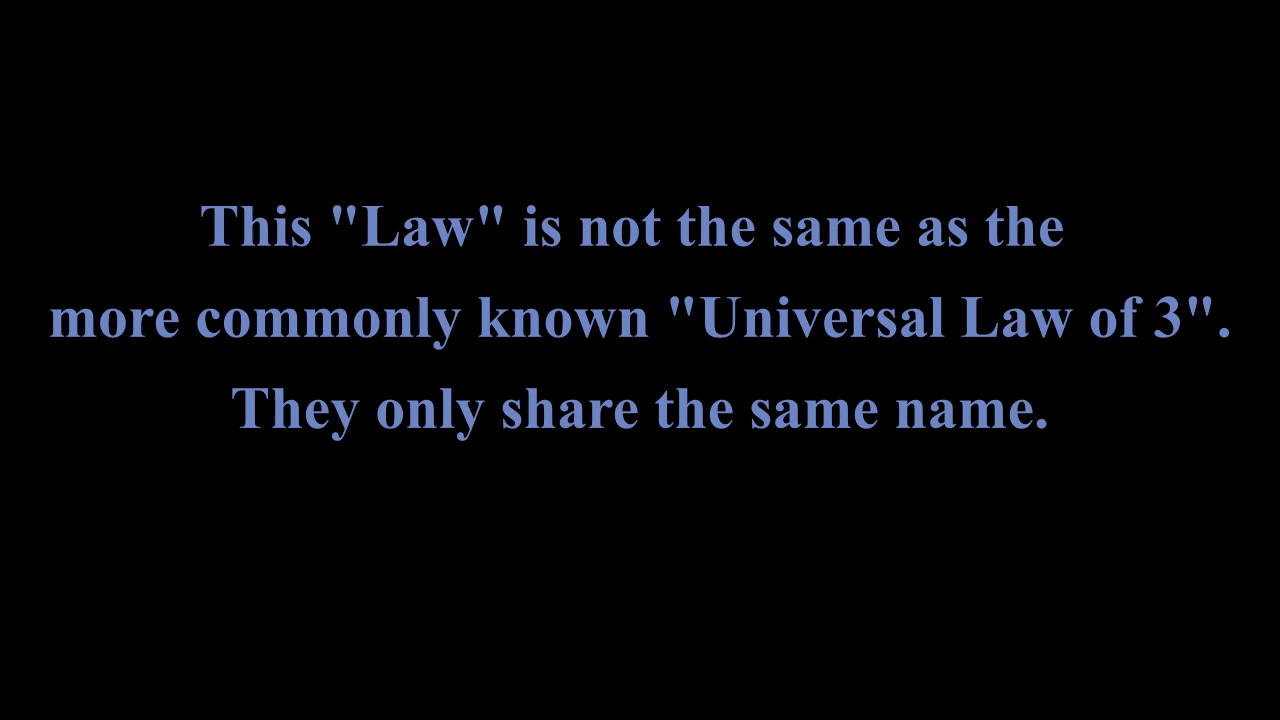 This "Law" is not the same as the
more commonly known "Universal Law of 3".
They only share the same name.